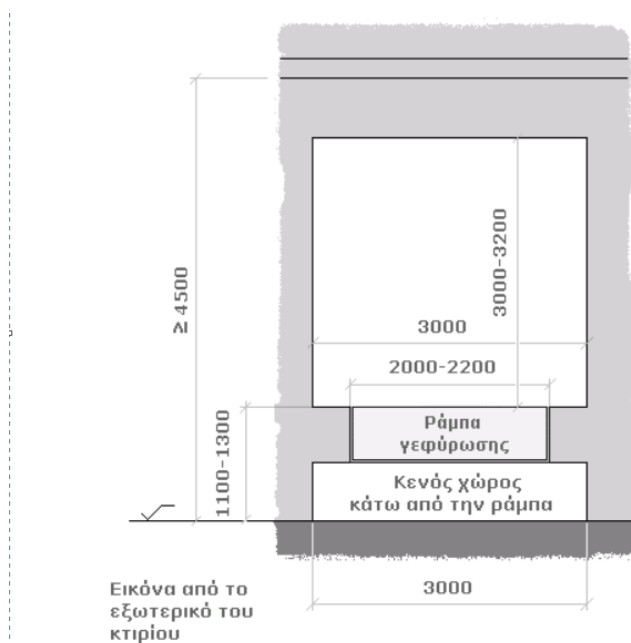 ≥ 4500
3000-3200
3000
2000-2200
1100-1300
Ράμπα
γεφύρωσης
Κενός χώρος
κάτω από την ράμπα
3000
Εικόνα από το
εξωτερικό του
κτιρίου